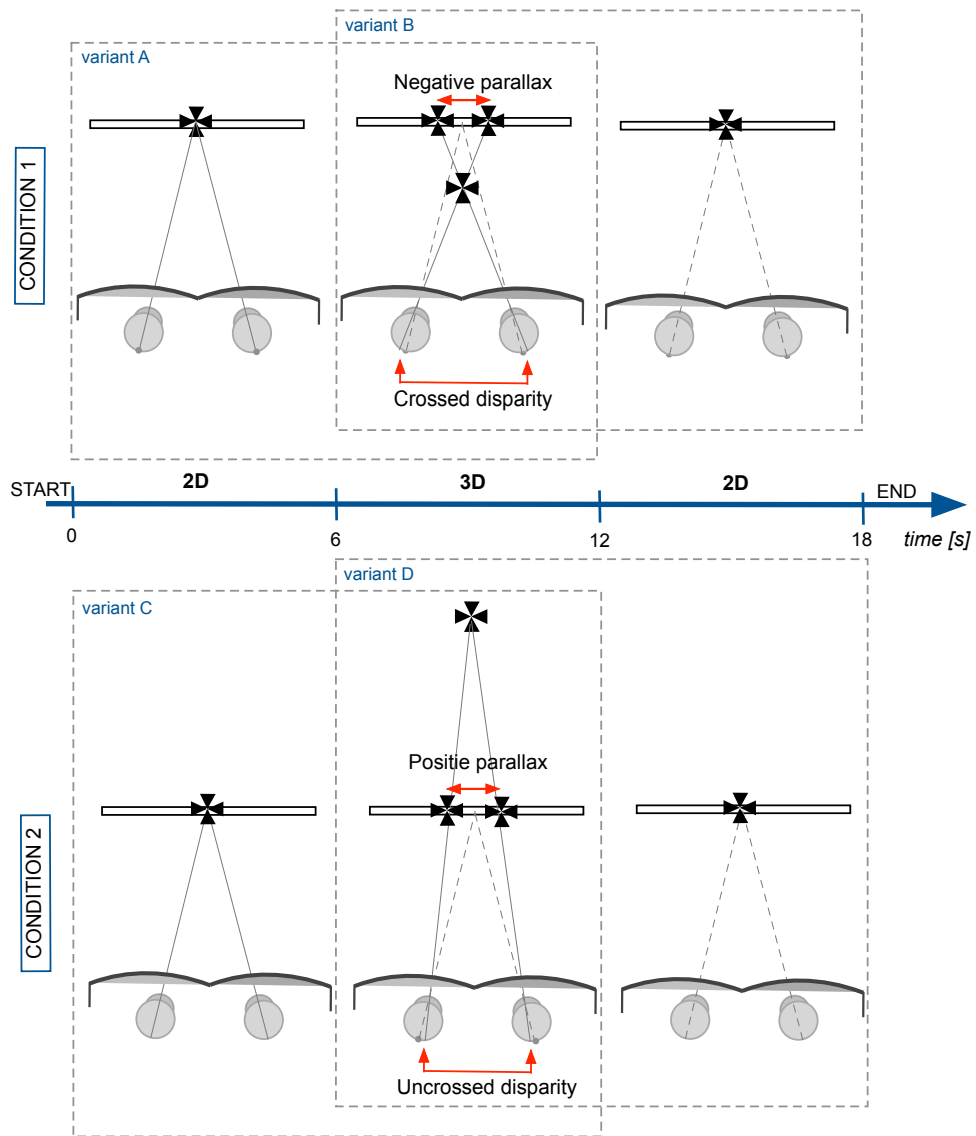 variant B
variant A
Negative parallax
CONDITION 1
Crossed disparity
START 2D 3D 2D END
0 6 12 18 time [s]
variant D
variant C
Positie parallax
CONDITION 2
Uncrossed disparity